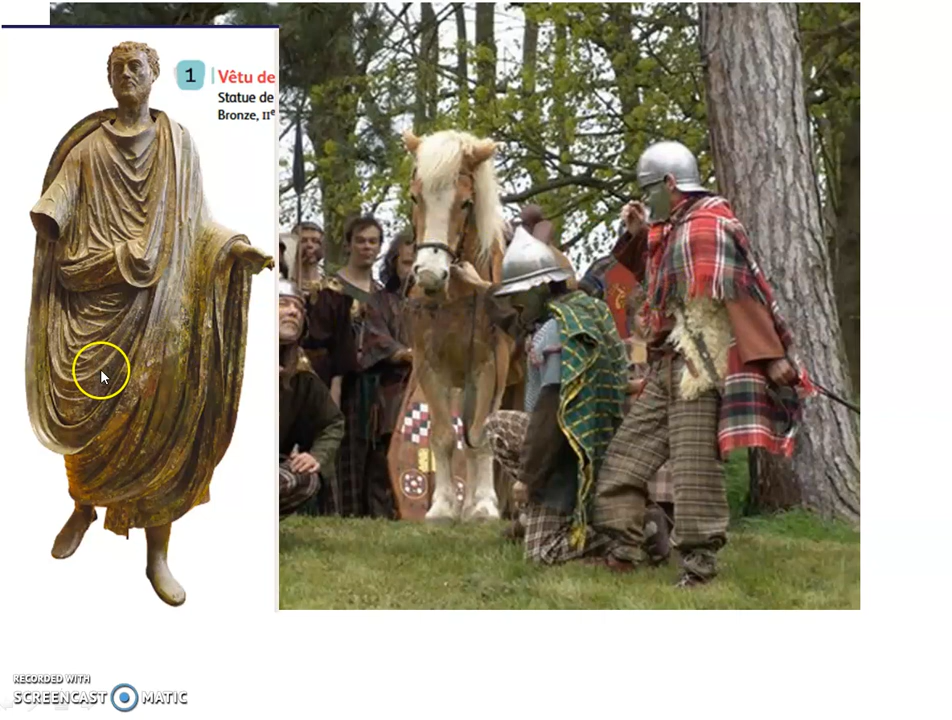 1
Vêtu de
Statue de
Bronze, IIe
RECORDED WITH
SCREENCAST MATIC